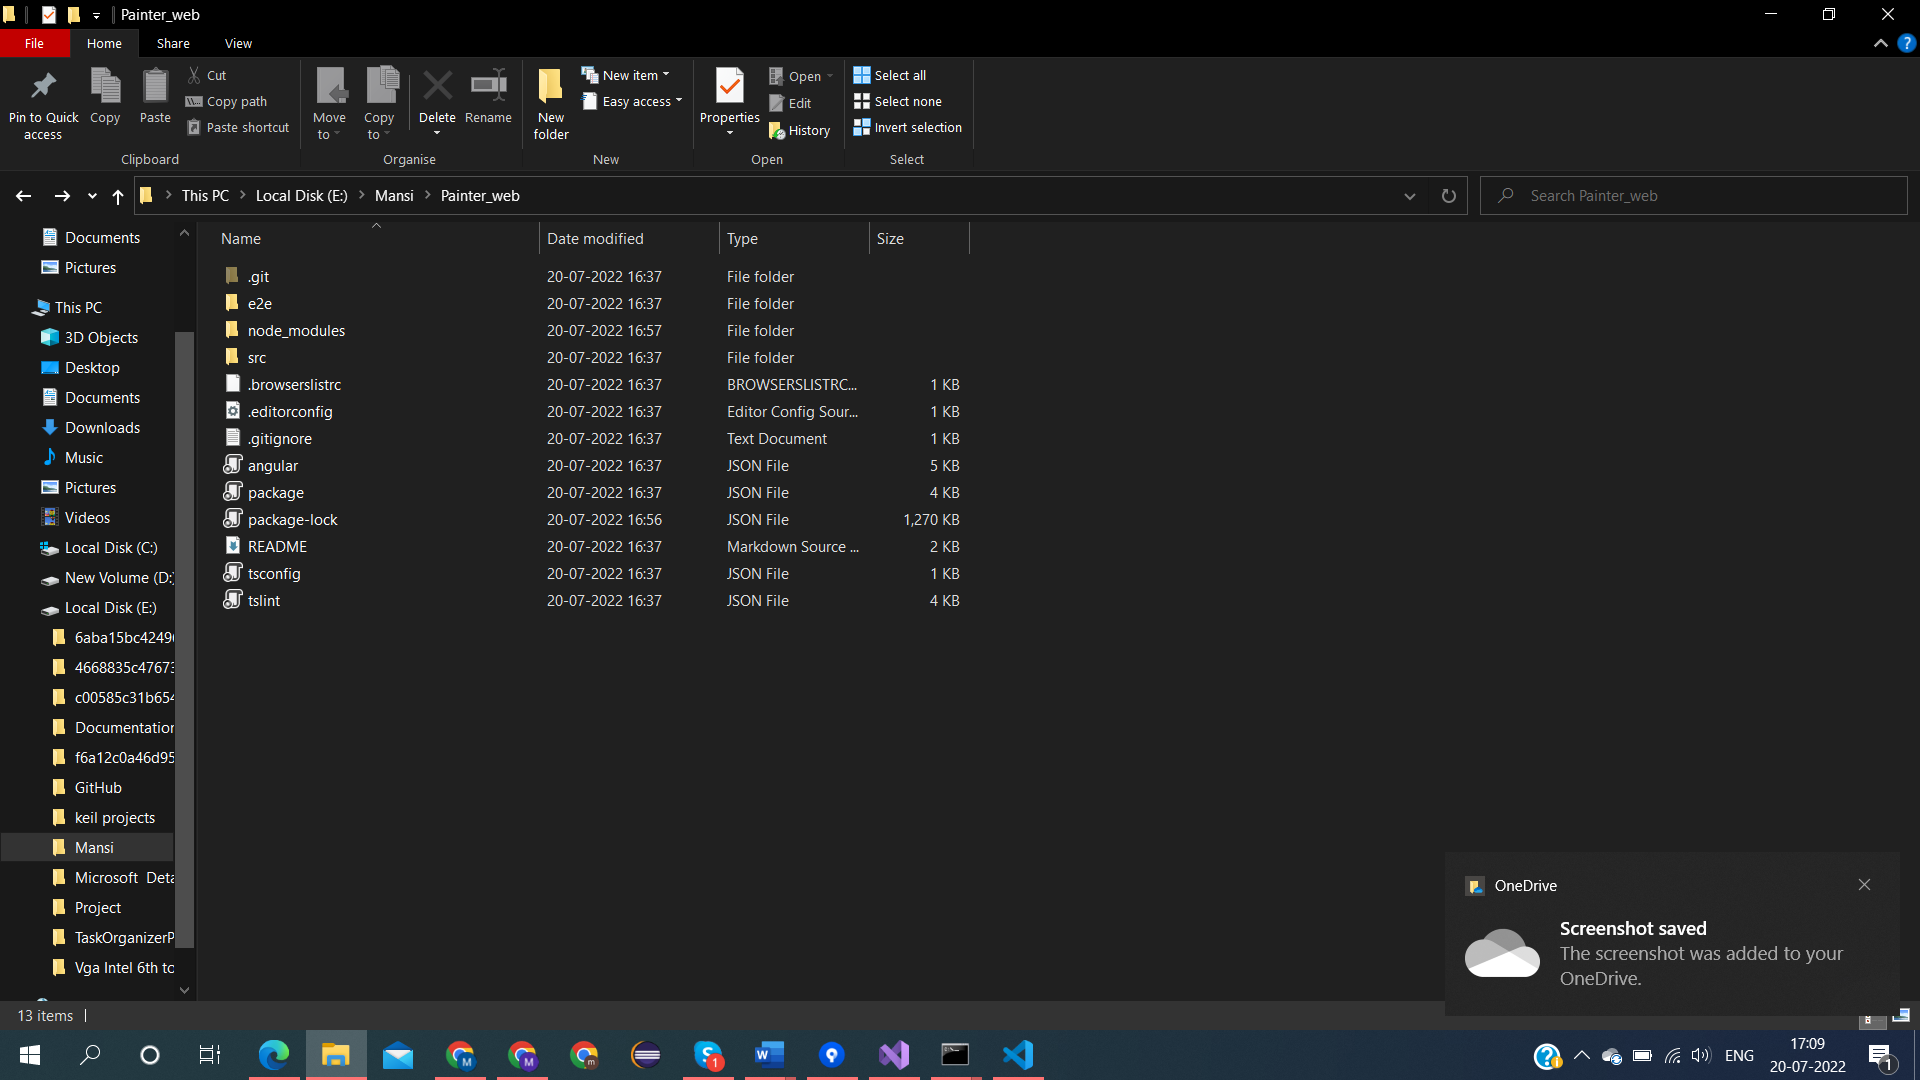 Painter_web
File Home Share View
Pin to Quick access
Copy
Paste
Cut
Copy path
Paste shortcut
Clipboard
Move to
Copy to
Delete
Rename
Organise
New folder
New item
Easy access
New
Properties
Open
Edit
History
Open
Select all
Select none
Invert selection
Select
This PC Local Disk (E:) Mansi Painter_web
Search Painter_web
Documents
Pictures
This PC
3D Objects
Desktop
Documents
Downloads
Music
Pictures
Videos
Local Disk (C:)
New Volume (D:)
Local Disk (E:)
6aba15bc4249
4668835c47673
c00585c31b654
Documentation
f6a12c0a46d95
GitHub
keil projects
Mansi
Microsoft Deta
Project
TaskOrganizerP
Vga Intel 6th to
Name Date modified Type Size
.git 20-07-2022 16:37 File folder
e2e 20-07-2022 16:37 File folder
node_modules 20-07-2022 16:57 File folder
src 20-07-2022 16:37 File folder
.browserslistrc 20-07-2022 16:37 BROWSERSLISTRC... 1 KB
.editorconfig 20-07-2022 16:37 Editor Config Sour... 1 KB
.gitignore 20-07-2022 16:37 Text Document 1 KB
angular 20-07-2022 16:37 JSON File 5 KB
package 20-07-2022 16:37 JSON File 4 KB
package-lock 20-07-2022 16:56 JSON File 1,270 KB
README 20-07-2022 16:37 Markdown Source ... 2 KB
tsconfig 20-07-2022 16:37 JSON File 1 KB
tslint 20-07-2022 16:37 JSON File 4 KB
OneDrive
Screenshot saved
The screenshot was added to your
OneDrive.
13 items
ENG
17:09
20-07-2022
1